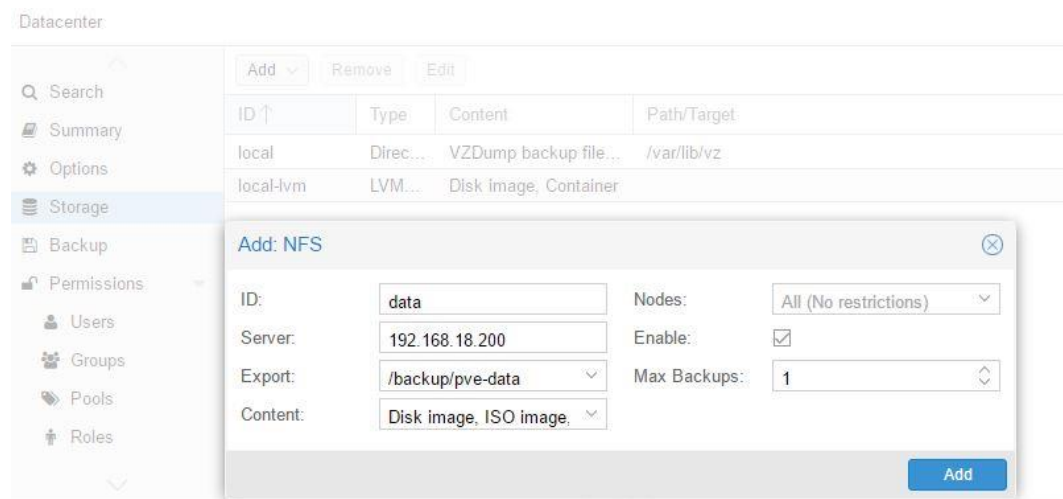 Datacenter
Search
Summary
Options
Storage
Backup
Permissions
Users
Groups
Pools
Roles
Add Remove Edit
ID Type Content Path/Target
local Direc... VZDump backup file... /var/lib/vz
local-lvm LVM... Disk image, Container
Add: NFS
ID: data Nodes: All (No restrictions)
Server: 192.168.18.200 Enable:
Export: /backup/pve-data Max Backups: 1
Content: Disk image, ISO image,
Add